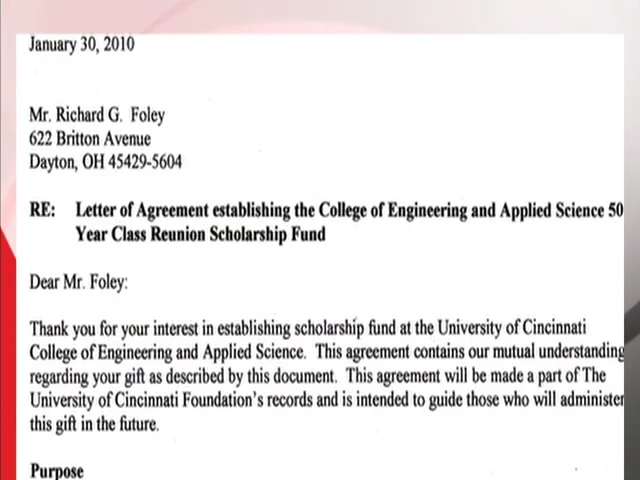 January 30, 2010
Mr. Richard G. Foley
622 Britton Avenue
Dayton, OH 45429-5604
RE: Letter of Agreement establishing the College of Engineering and Applied Science 50
Year Class Reunion Scholarship Fund
Dear Mr. Foley:
Thank you for your interest in establishing scholarship fund at the University of Cincinnati
College of Engineering and Applied Science. This agreement contains our mutual understanding
regarding your gift as described by this document. This agreement will be made a part of The
University of Cincinnati Foundation's records and is intended to guide those who will administer
this gift in the future.
Purpose